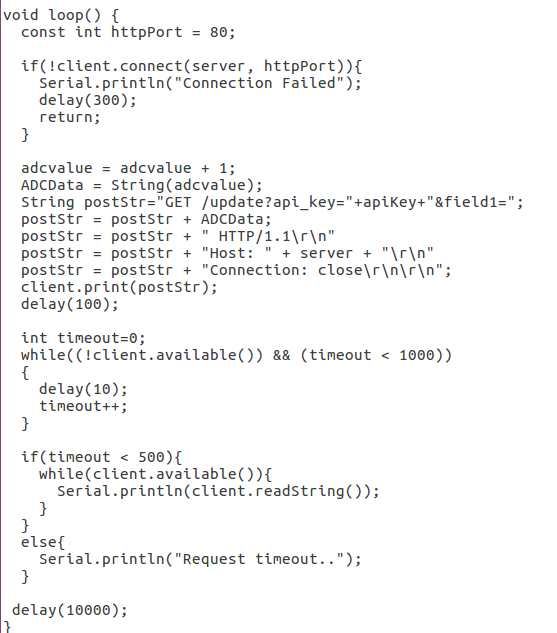 void loop() {
  const int httpPort = 80;

  if(!client.connect(server, httpPort)){
    Serial.println("Connection Failed");
    delay(300);
    return;
  }

  adcvalue = adcvalue + 1;
  ADCData = String(adcvalue);
  String postStr="GET /update?api_key="+apiKey+"&field1=";
  postStr = postStr + ADCData;
  postStr = postStr + " HTTP/1.1\r\n"
  postStr = postStr + "Host: " + server + "\r\n"
  postStr = postStr + "Connection: close\r\n\r\n";
  client.print(postStr);
  delay(100);

  int timeout=0;
  while((!client.available()) && (timeout < 1000))
  {
    delay(10);
    timeout++;
  }

  if(timeout < 500){
    while(client.available()){
      Serial.println(client.readString());
    }
  }
  else{
    Serial.println("Request timeout..");
  }

 delay(10000);
}